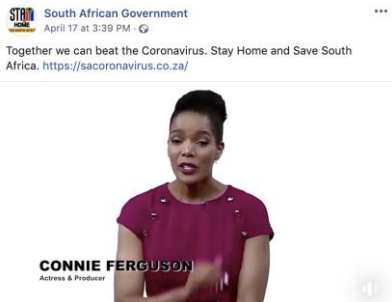 STAY
HOME
South African Government
April 17 at 3:39 PM ·
Together we can beat the Coronavirus. Stay Home and Save South
Africa. https://sacoronavirus.co.za/
CONNIE FERGUSON
Actress & Producer